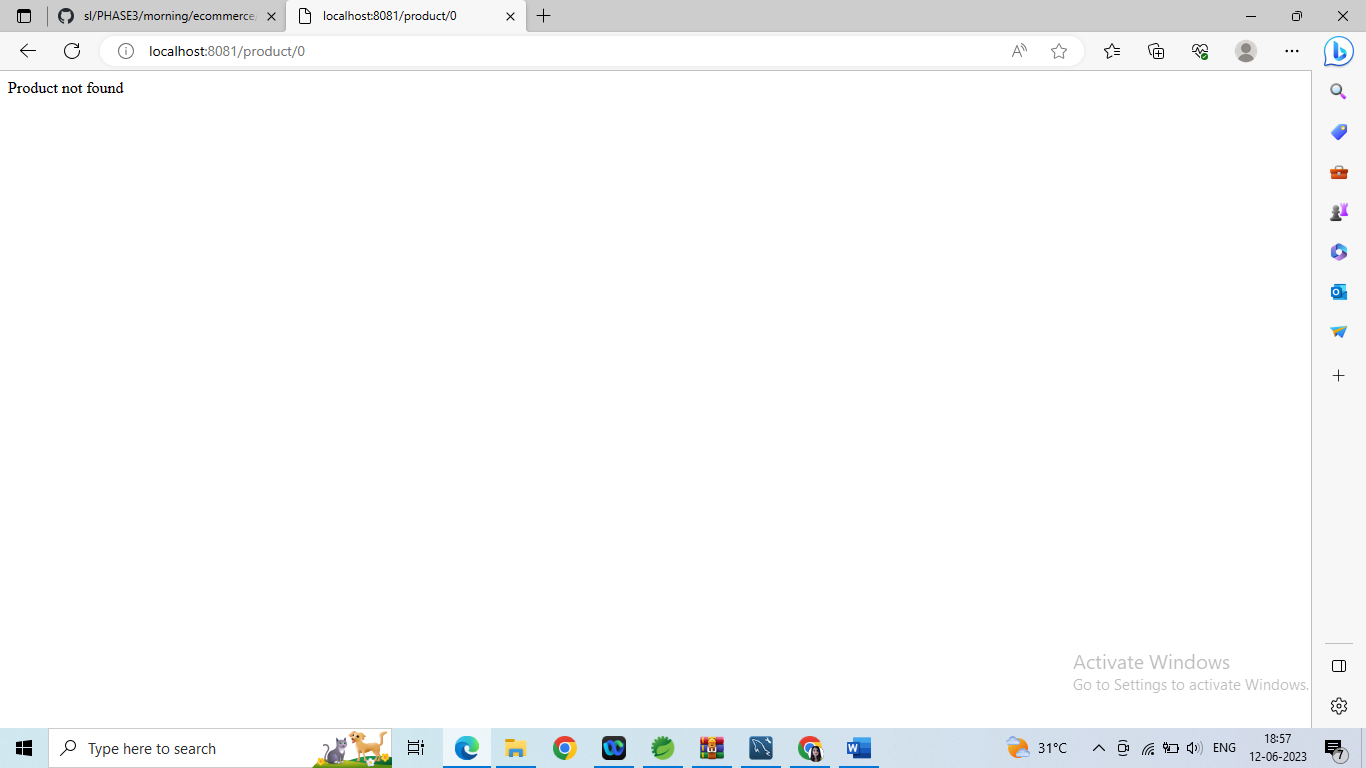 sl/PHASE3/morning/ecommerce/
localhost:8081/product/0
localhost:8081/product/0
Product not found
Activate Windows
Go to Settings to activate Windows.
Type here to search
31°C
ENG
18:57
12-06-2023
7